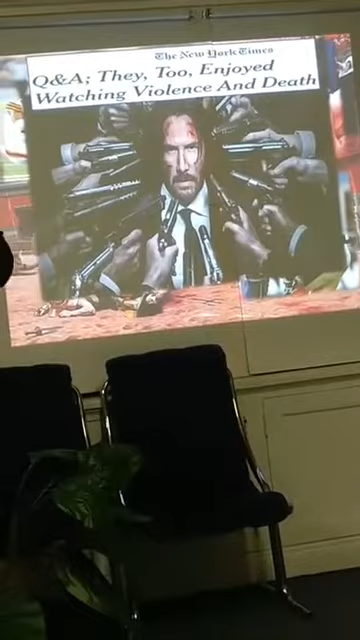 The New York Times
Q&A; They, Too, Enjoyed
Watching Violence And Death